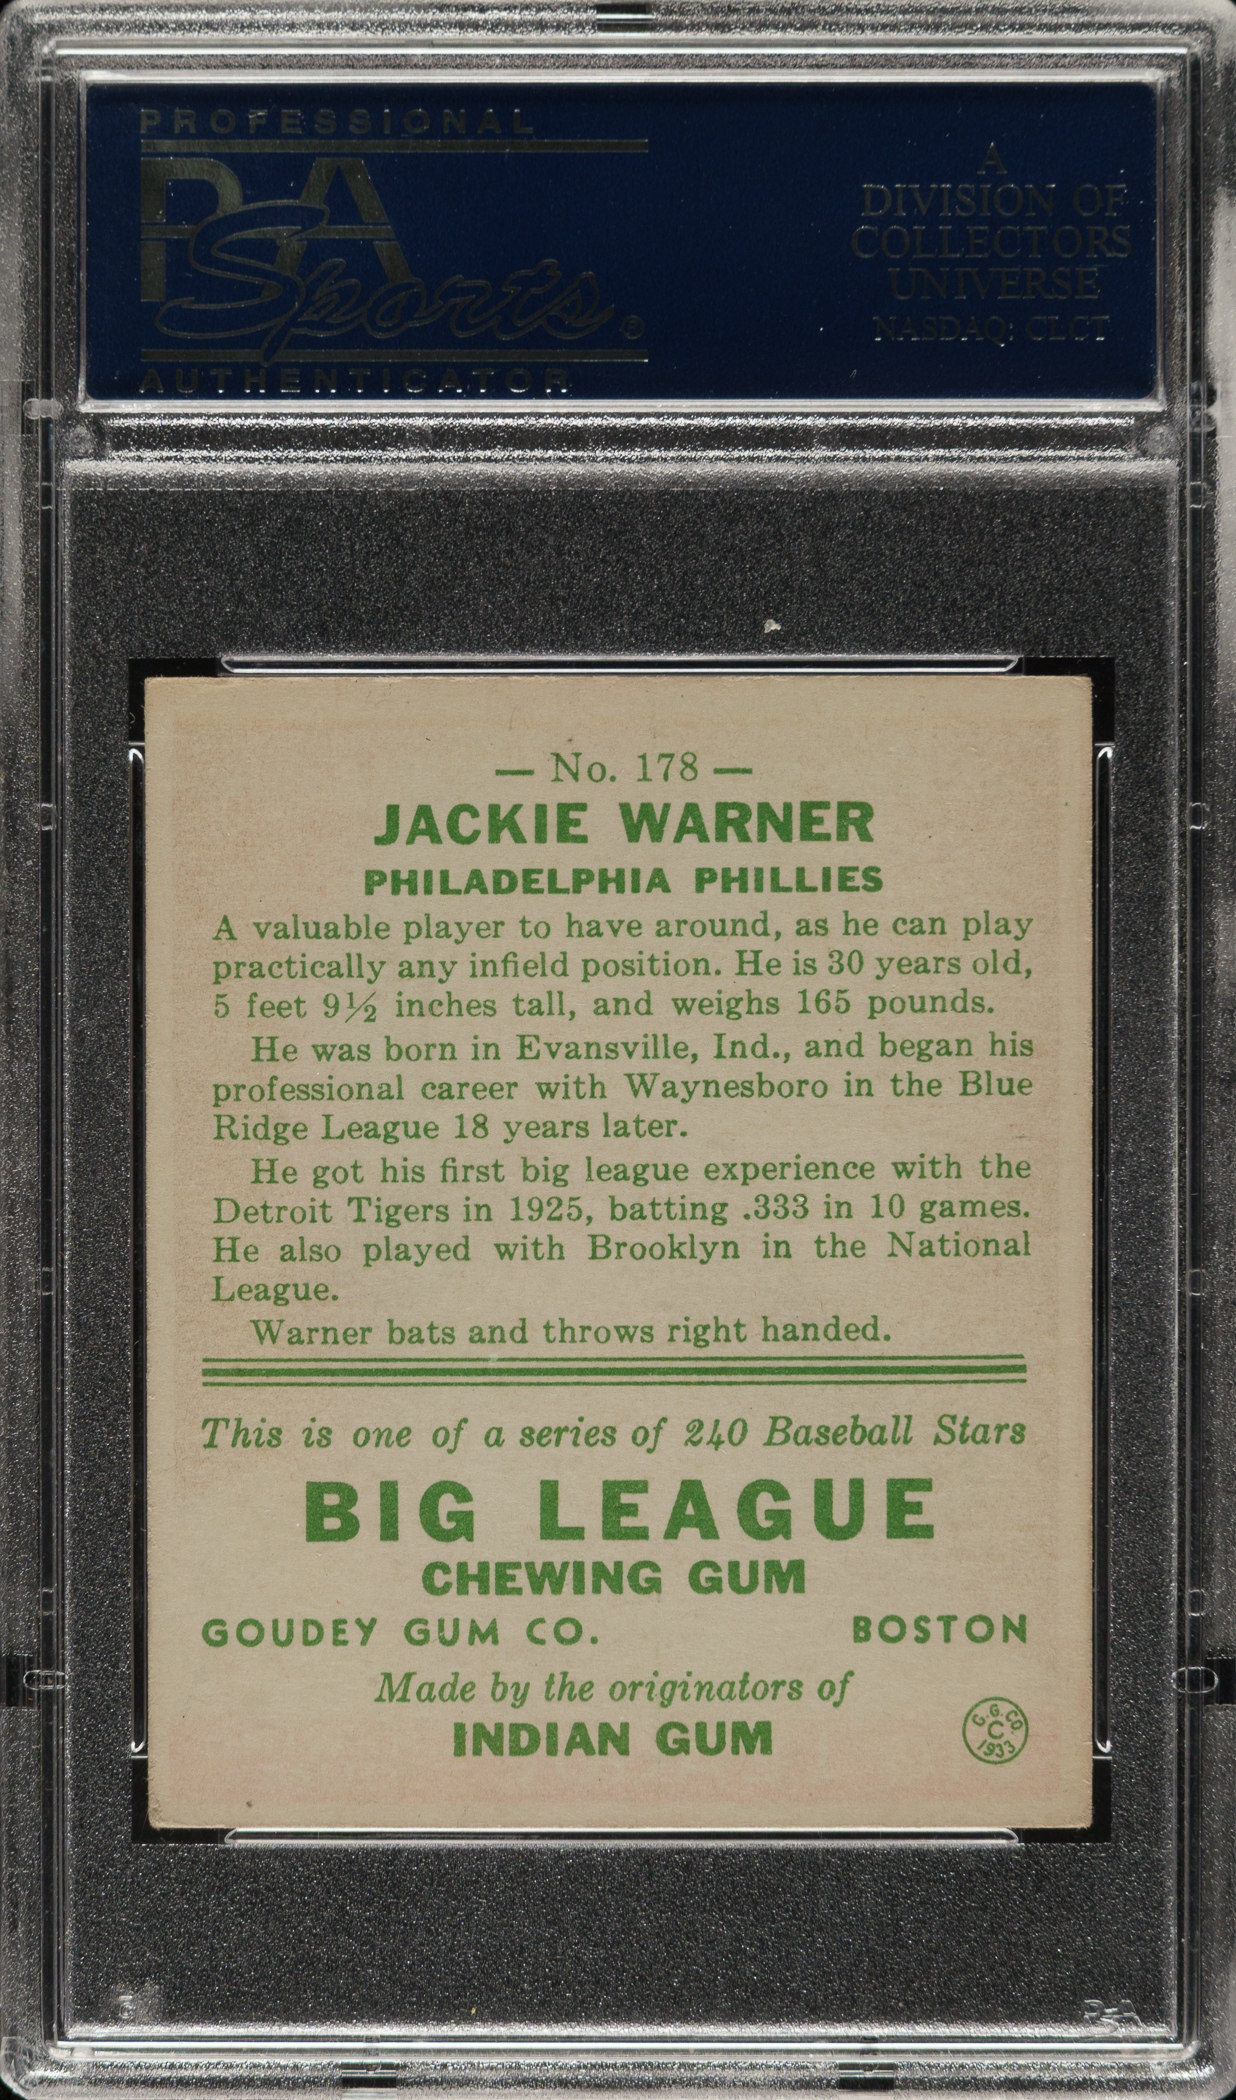 PROFESSIONAL
PSA
Sports®
AUTHENTICATOR
A
DIVISION OF
COLLECTORS
UNIVERSE
NASDAQ: CLCT
— No. 178 —
JACKIE WARNER
PHILADELPHIA PHILLIES
A valuable player to have around, as he can play
practically any infield position. He is 30 years old,
5 feet 9½ inches tall, and weighs 165 pounds.
He was born in Evansville, Ind., and began his
professional career with Waynesboro in the Blue
Ridge League 18 years later.
He got his first big league experience with the
Detroit Tigers in 1925, batting .333 in 10 games.
He also played with Brooklyn in the National
League.
Warner bats and throws right handed.
This is one of a series of 240 Baseball Stars
BIG LEAGUE
CHEWING GUM
GOUDEY GUM CO. BOSTON
Made by the originators of
INDIAN GUM
G.G.CO.
C
1933
3
PSA